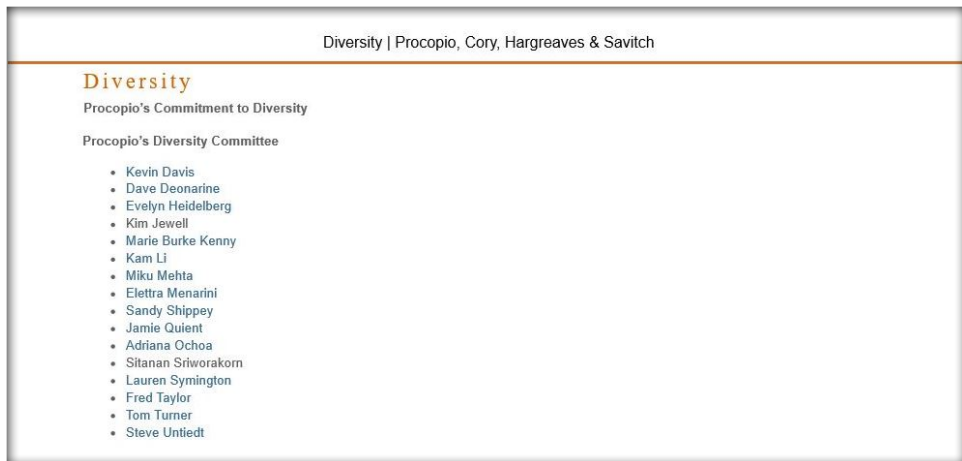 Diversity | Procopio, Cory, Hargreaves & Savitch
Diversity
Procopio's Commitment to Diversity
Procopio's Diversity Committee
Kevin Davis
Dave Deonarine
Evelyn Heidelberg
Kim Jewell
Marie Burke Kenny
Kam Li
Miku Mehta
Elettra Menarini
Sandy Shippey
Jamie Quient
Adriana Ochoa
Sitanan Sriworakorn
Lauren Symington
Fred Taylor
Tom Turner
Steve Untiedt